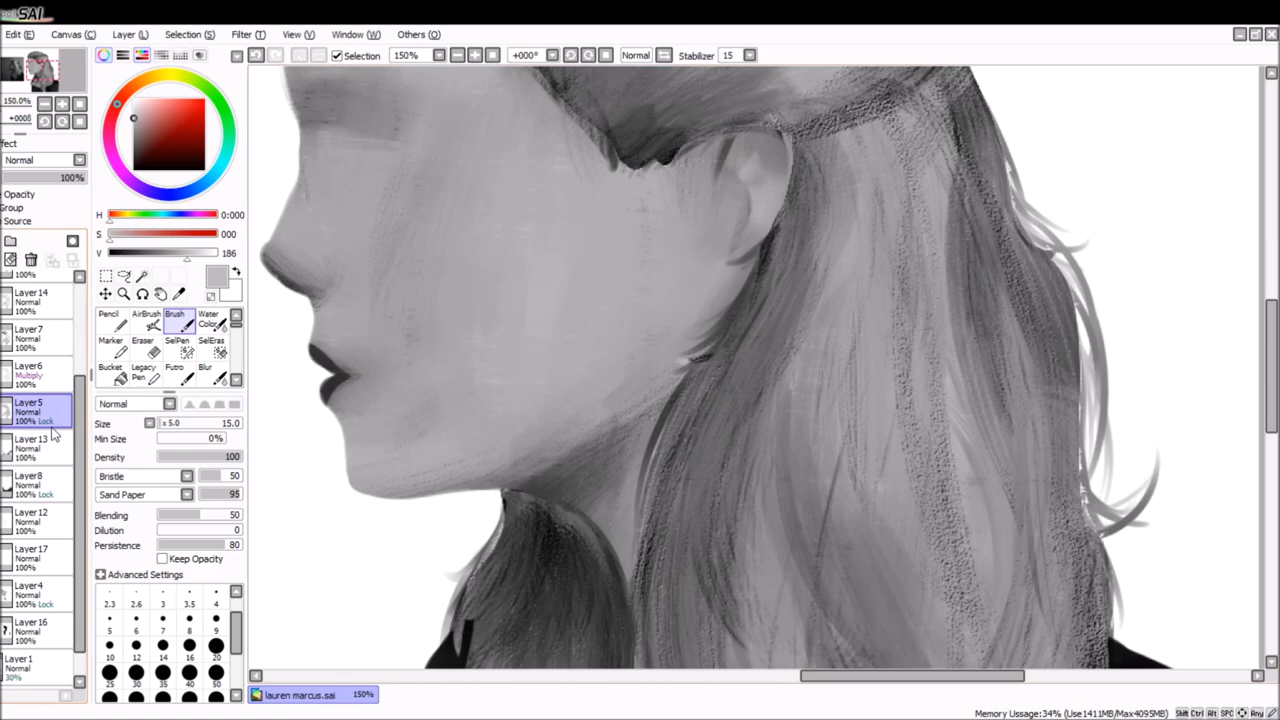 SAI
Edit (E) Canvas (C) Layer (L) Selection (S) Filter (T) View (V) Window (W) Others (O)
Selection 150% +000° Normal Stabilizer 15
150.0%
+000°
ffect
Normal
100%
Opacity
Group
Source
100%
Layer14
Normal
100%
Layer7
Normal
100%
Layer6
Multiply
100%
Layer5
Normal
100% Lock
Layer13
Normal
100%
Layer8
Normal
100% Lock
Layer12
Normal
100%
Layer17
Normal
100%
Layer4
Normal
100% Lock
Layer16
Normal
100%
Layer1
Normal
30%
H 0:000
S 000
V 186
Pencil AirBrush Brush Water Color
Marker Eraser SelPen SelEras
Bucket Legacy Pen Futro Blur
Normal
Size x 5.0 15.0
Min Size 0%
Density 100
Bristle 50
Sand Paper 95
Blending 50
Dilution 0
Persistence 80
Keep Opacity
Advanced Settings
2.3 2.6 3 3.5 4
5 6 7 8 9
10 12 14 16 20
25 30 35 40 50
lauren marcus.sai 150%
Memory Ussage:34% (Use1411MB/Max4095MB) Shift Ctrl Alt SPC Any